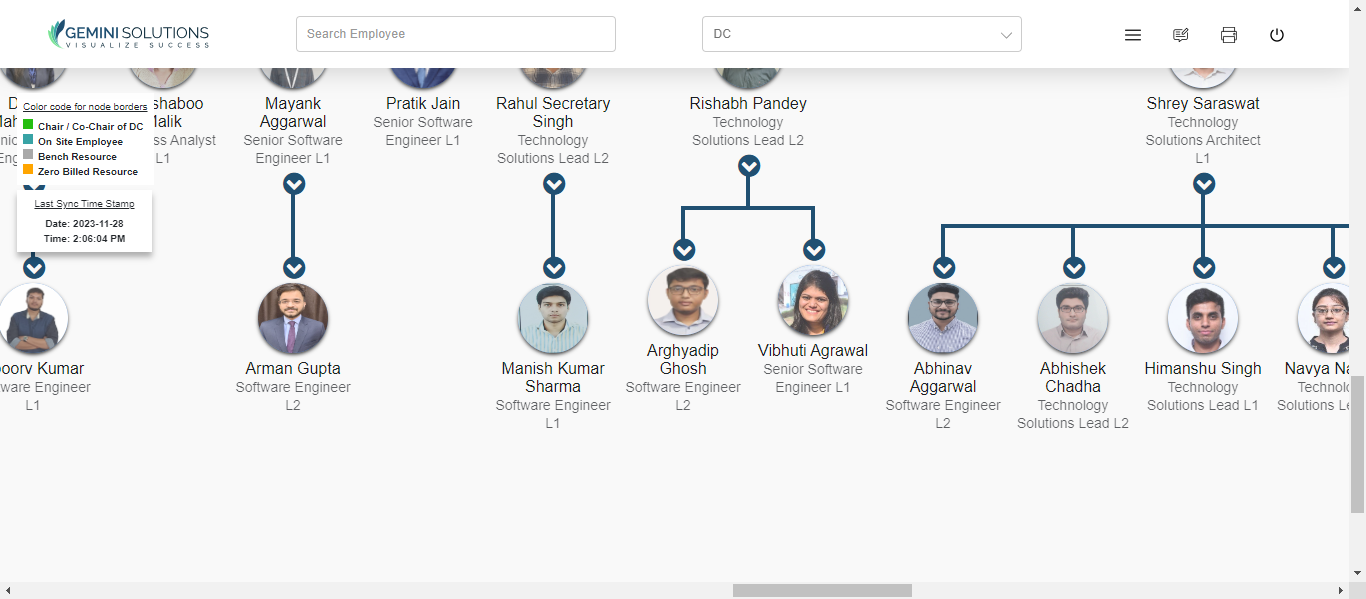 GEMINI SOLUTIONS
VISUALIZE SUCCESS
Search Employee
DC
Color code for node borders
Chair / Co-Chair of DC
On Site Employee
Bench Resource
Zero Billed Resource
Last Sync Time Stamp
Date: 2023-11-28
Time: 2:06:04 PM
shaboo
Malik
ss Analyst
L1
Mayank
Aggarwal
Senior Software
Engineer L1
Pratik Jain
Senior Software
Engineer L1
Rahul Secretary
Singh
Technology
Solutions Lead L2
Rishabh Pandey
Technology
Solutions Lead L2
Shrey Saraswat
Technology
Solutions Architect
L1
oorv Kumar
ware Engineer
L1
Arman Gupta
Software Engineer
L2
Manish Kumar
Sharma
Software Engineer
L1
Arghyadip
Ghosh
Software Engineer
L2
Vibhuti Agrawal
Senior Software
Engineer L1
Abhinav
Aggarwal
Software Engineer
L2
Abhishek
Chadha
Technology
Solutions Lead L2
Himanshu Singh
Technology
Solutions Lead L1
Navya Na
Technol
Solutions Le